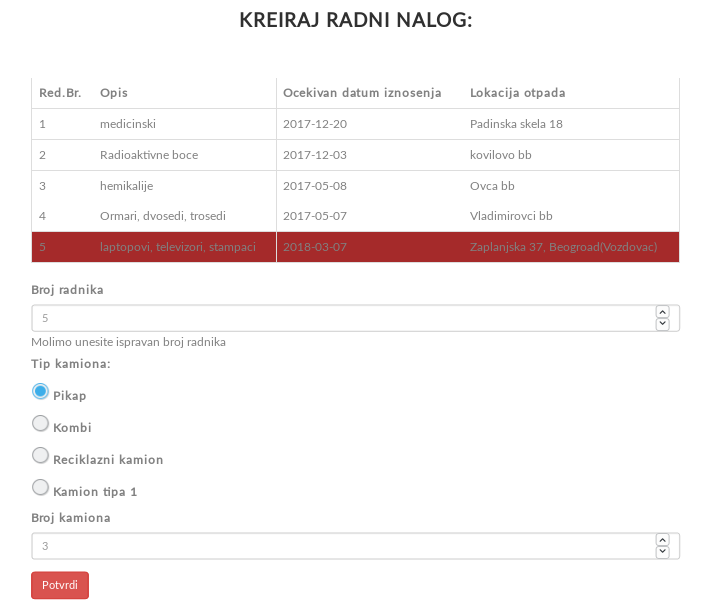 KREIRAJ RADNI NALOG:
Red.Br. Opis Ocekivan datum iznosenja Lokacija otpada
1 medicinski 2017-12-20 Padinska skela 18
2 Radioaktivne boce 2017-12-03 kovilovo bb
3 hemikalije 2017-05-08 Ovca bb
4 Ormari, dvosedi, trosedi 2017-05-07 Vladimirovci bb
5 laptopovi, televizori, stampaci 2018-03-07 Zaplanjska 37, Beogroad(Vozdovac)
Broj radnika
5
Molimo unesite ispravan broj radnika
Tip kamiona:
Pikap
Kombi
Reciklazni kamion
Kamion tipa 1
Broj kamiona
3
Potvrdi